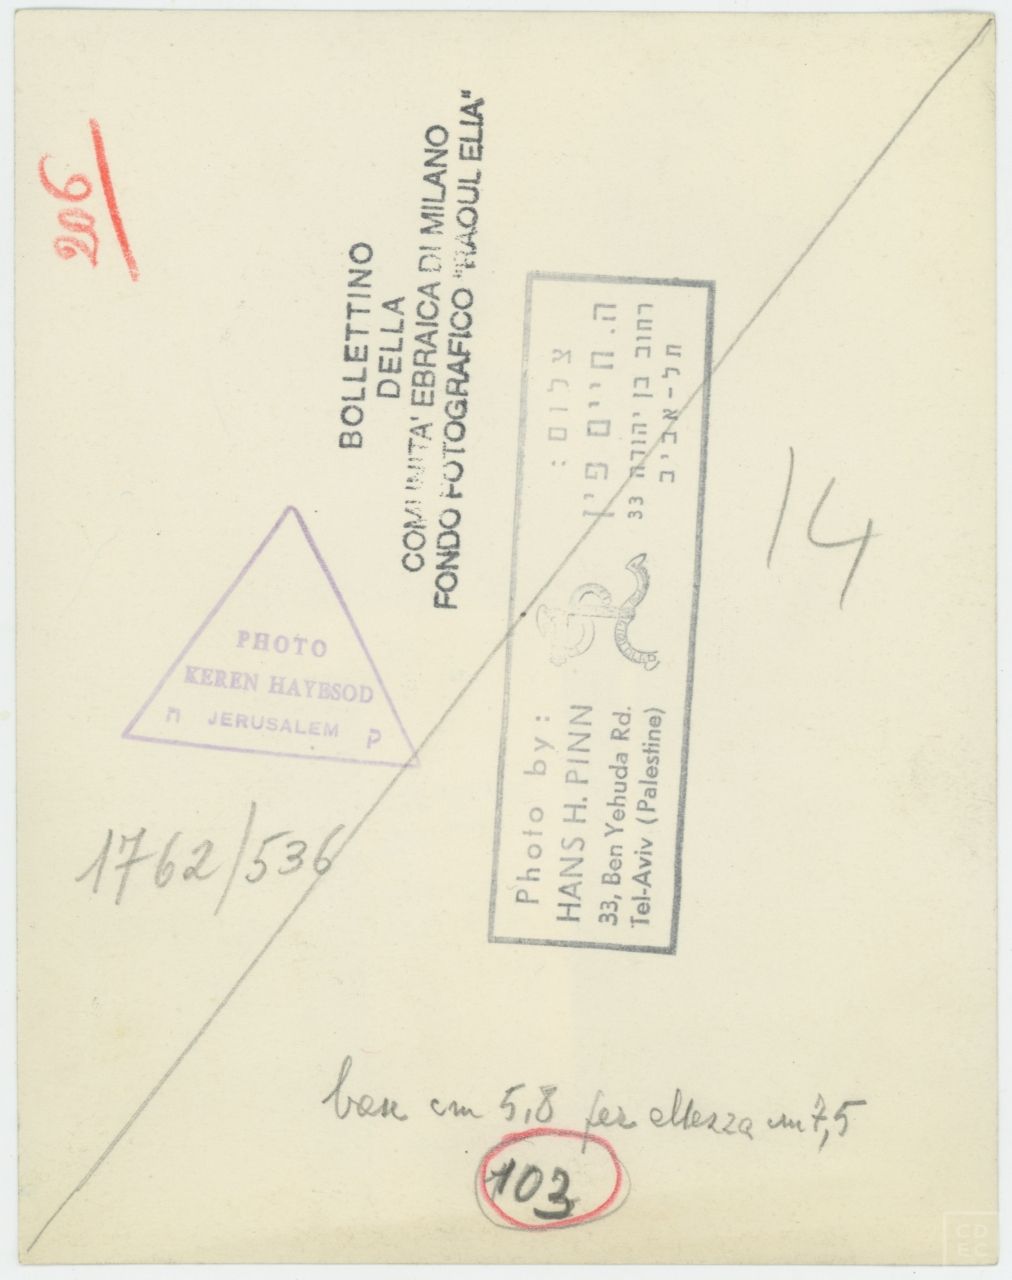 206
BOLLETTINO
DELLA
COMUNITA' EBRAICA DI MILANO
FONDO FOTOGRAFICO "RAOUL ELIA"
צלום:
ה. חיים פין
רחוב בן יהודה 33
תל-אביב
Photo by:
HANS H. PINN
33, Ben Yehuda Rd.
Tel-Aviv (Palestine)
14
PHOTO
KEREN HAYESOD
ה JERUSALEM ק
1762/536
base cm 5,8 per altezza cm 7,5
103
CDEC